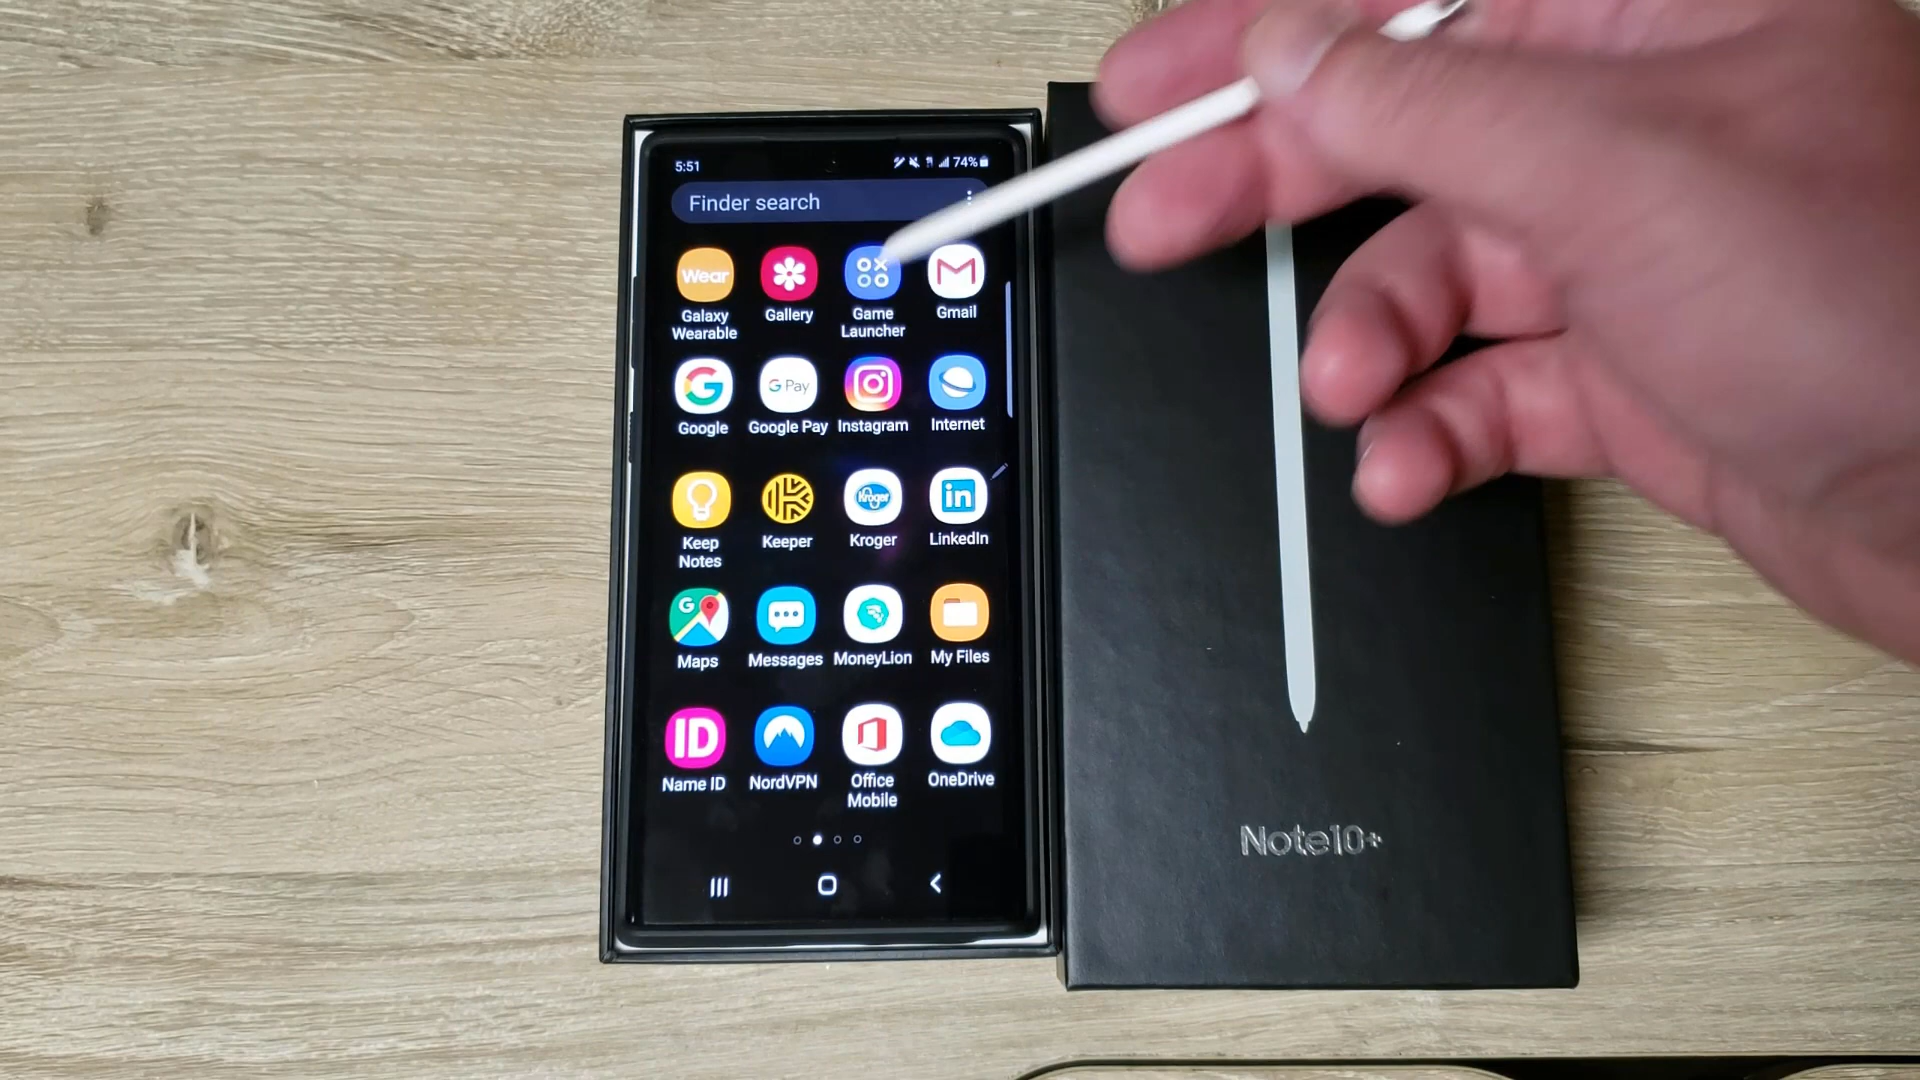 5:51
74%
Finder search
Wear
Galaxy
Wearable
Gallery
Game
Launcher
Gmail
Google
G Pay
Google Pay
Instagram
Internet
Keep
Notes
Keeper
Kroger
Kroger
in
LinkedIn
G
Maps
Messages
MoneyLion
My Files
ID
Name ID
NordVPN
Office
Mobile
OneDrive
Note10+